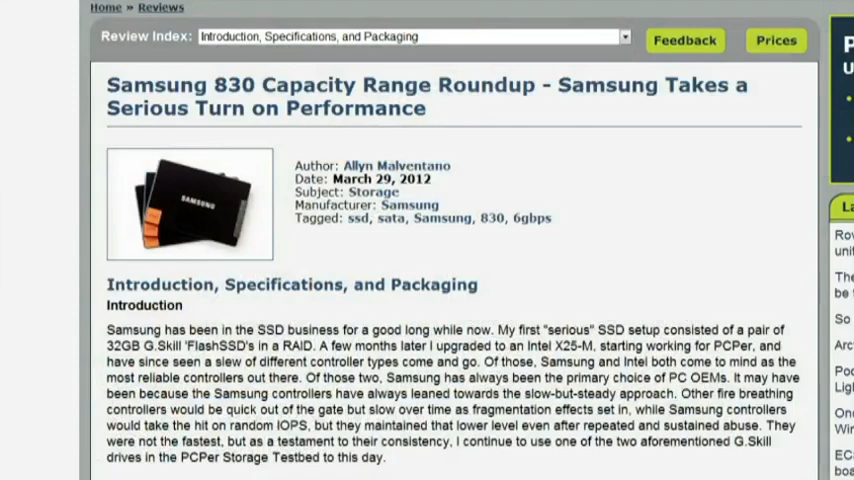 Home » Reviews
Review Index: Introduction, Specifications, and Packaging
Feedback
Prices
Samsung 830 Capacity Range Roundup - Samsung Takes a
Serious Turn on Performance
SAMSUNG
Author: Allyn Malventano
Date: March 29, 2012
Subject: Storage
Manufacturer: Samsung
Tagged: ssd, sata, Samsung, 830, 6gbps
Introduction, Specifications, and Packaging
Introduction
Samsung has been in the SSD business for a good long while now. My first "serious" SSD setup consisted of a pair of
32GB G.Skill 'FlashSSD's in a RAID. A few months later I upgraded to an Intel X25-M, starting working for PCPer, and
have since seen a slew of different controller types come and go. Of those, Samsung and Intel both come to mind as the
most reliable controllers out there. Of those two, Samsung has always been the primary choice of PC OEMs. It may have
been because the Samsung controllers have always leaned towards the slow-but-steady approach. Other fire breathing
controllers would be quick out of the gate but slow over time as fragmentation effects set in, while Samsung controllers
would take the hit on random IOPS, but they maintained that lower level even after repeated and sustained abuse. They
were not the fastest, but as a testament to their consistency, I continue to use one of the two aforementioned G.Skill
drives in the PCPer Storage Testbed to this day.
So